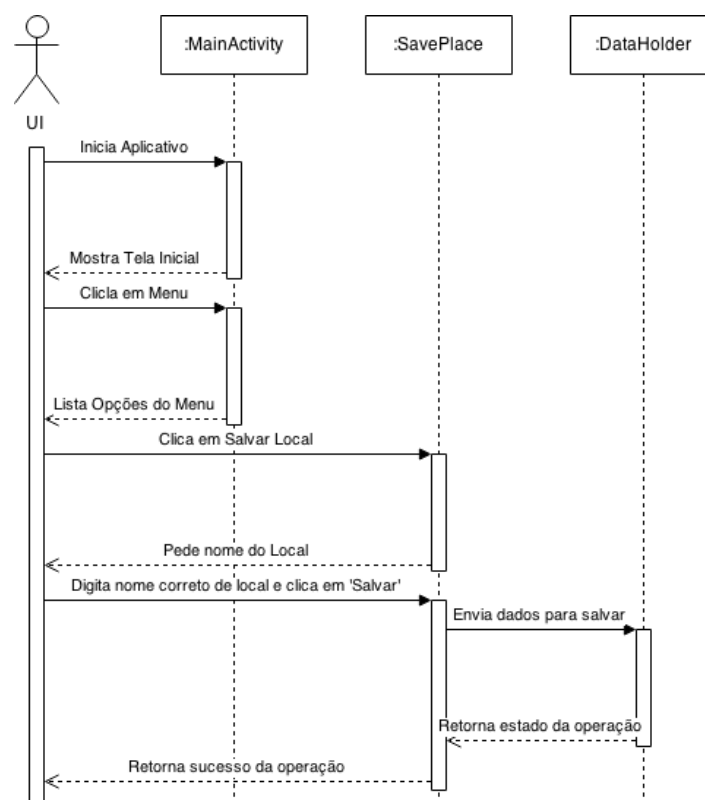 :MainActivity
:SavePlace
:DataHolder
UI
Inicia Aplicativo
Mostra Tela Inicial
Clicla em Menu
Lista Opções do Menu
Clica em Salvar Local
Pede nome do Local
Digita nome correto de local e clica em 'Salvar'
Envia dados para salvar
Retorna estado da operação
Retorna sucesso da operação